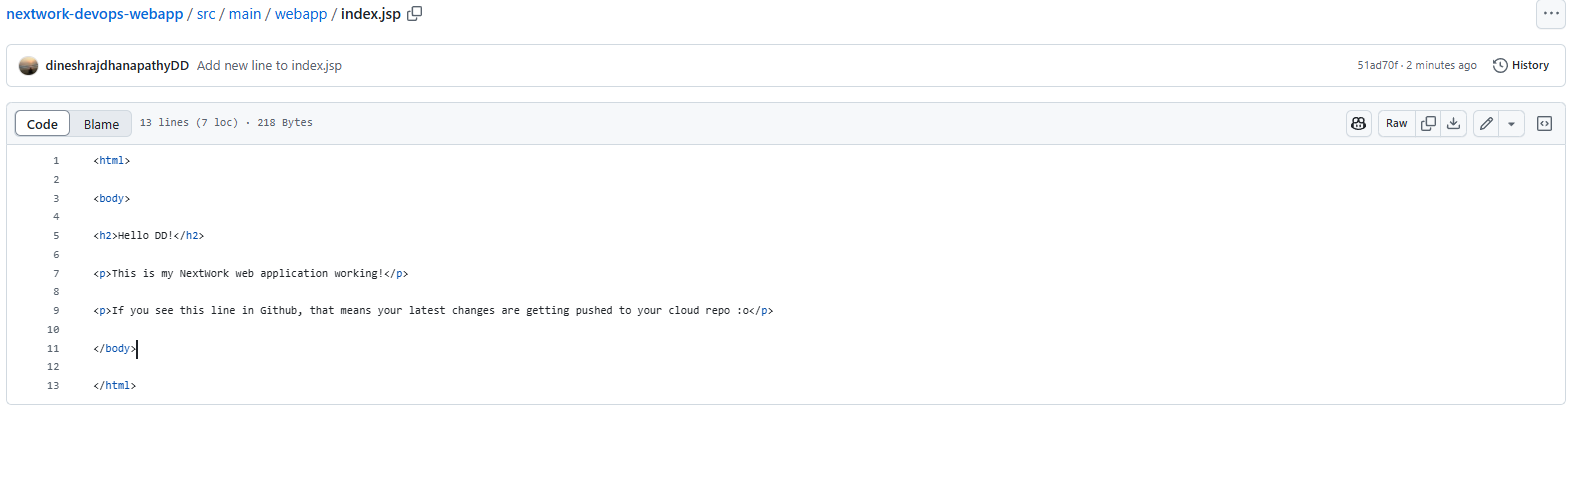 nextwork-devops-webapp / src / main / webapp / index.jsp
dineshrajdhanapathyDD Add new line to index.jsp 51ad70f · 2 minutes ago History
Code Blame 13 lines (7 loc) · 218 Bytes Raw
1 <html>
2
3 <body>
4
5 <h2>Hello DD!</h2>
6
7 <p>This is my NextWork web application working!</p>
8
9 <p>If you see this line in Github, that means your latest changes are getting pushed to your cloud repo :o</p>
10
11 </body>
12
13 </html>